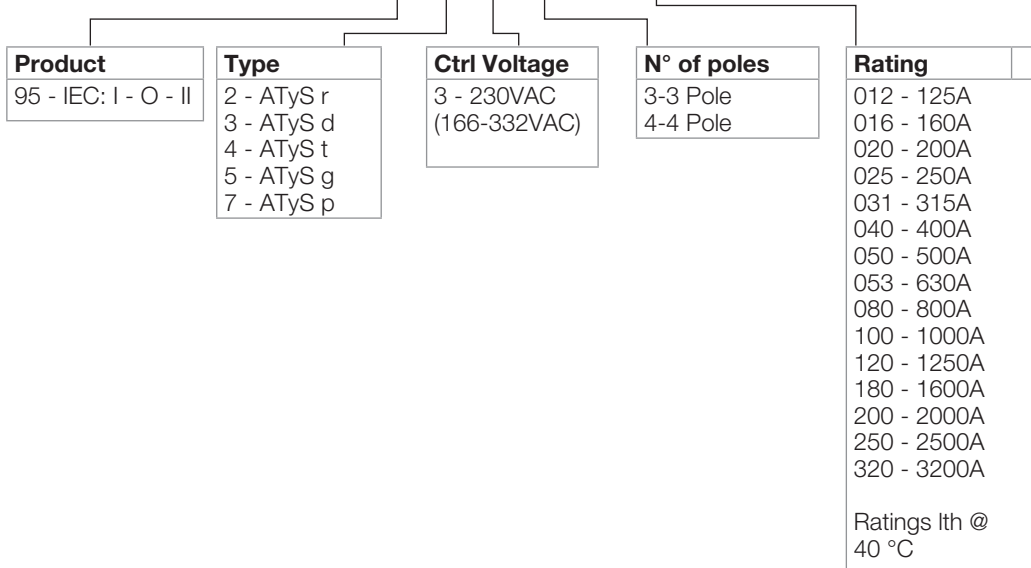 Product
95 - IEC: I - O - II
Type
2 - ATyS r
3 - ATyS d
4 - ATyS t
5 - ATyS g
7 - ATyS p
Ctrl Voltage
3 - 230VAC
(166-332VAC)
N° of poles
3-3 Pole
4-4 Pole
Rating
012 - 125A
016 - 160A
020 - 200A
025 - 250A
031 - 315A
040 - 400A
050 - 500A
053 - 630A
080 - 800A
100 - 1000A
120 - 1250A
180 - 1600A
200 - 2000A
250 - 2500A
320 - 3200A
Ratings Ith @
40 °C